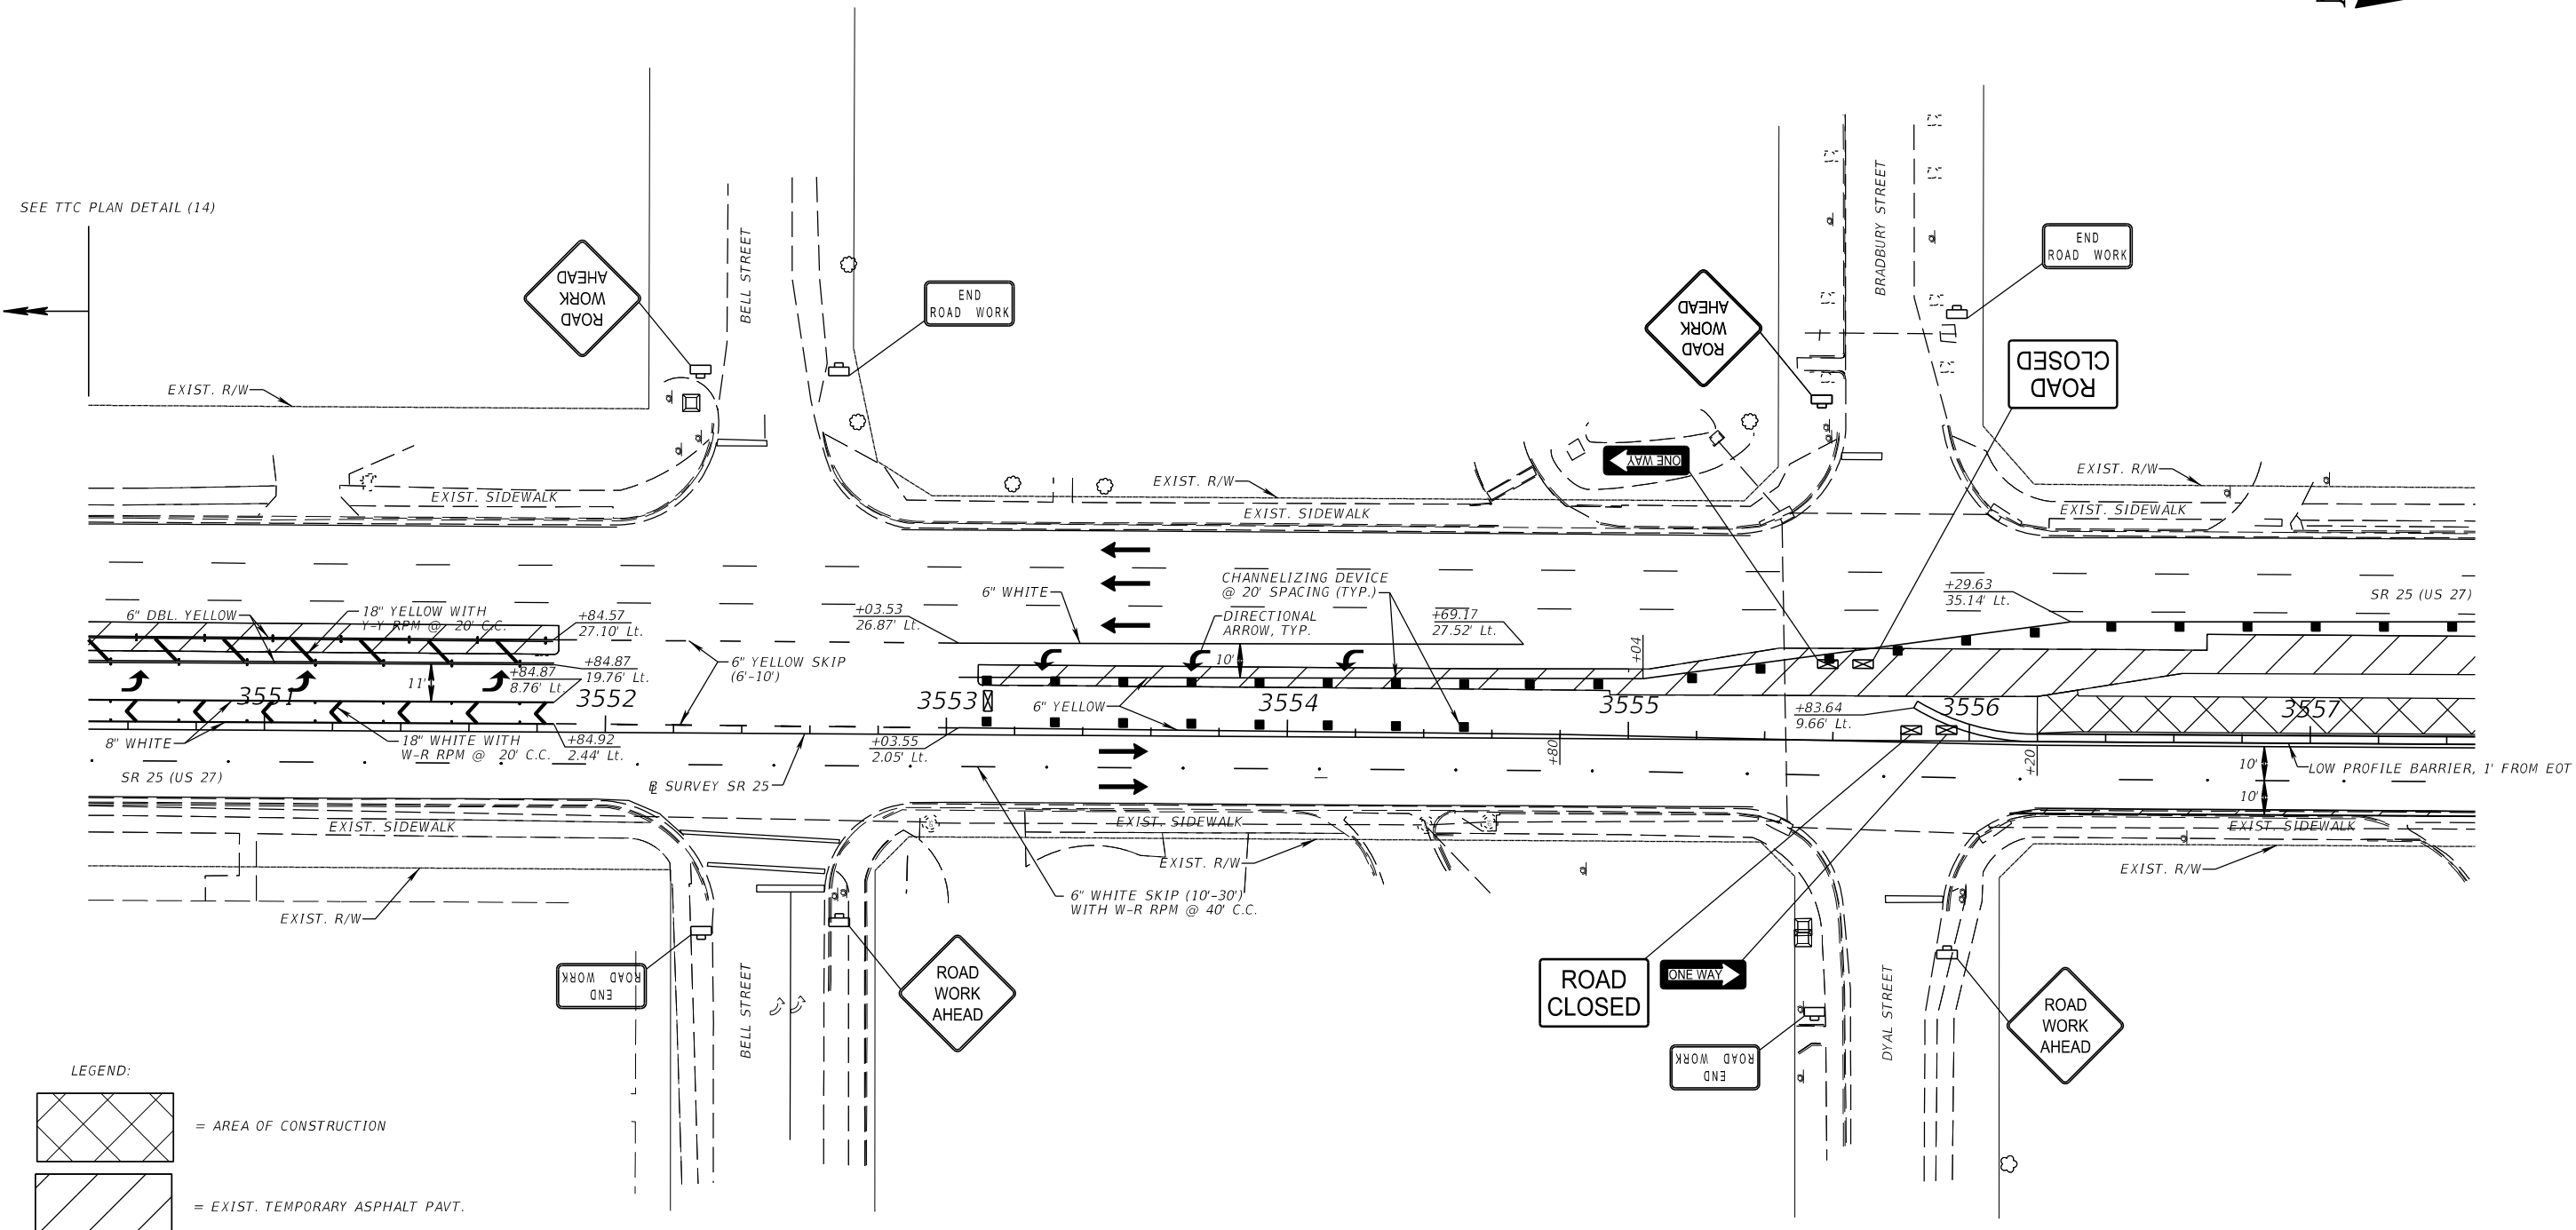 SEE TTC PLAN DETAIL (14)
BELL STREET
BRADBURY STREET
ROAD
WORK
AHEAD
END
ROAD WORK
ROAD
WORK
AHEAD
END
ROAD WORK
ROAD
CLOSED
EXIST. R/W
EXIST. SIDEWALK
EXIST. R/W
EXIST. SIDEWALK
ONE WAY
EXIST. R/W
EXIST. SIDEWALK
6" DBL. YELLOW
18" YELLOW WITH
Y-Y RPM @ 20' C.C.
+84.57
27.10' Lt.
+84.87
19.76' Lt.
+84.87
8.76' Lt.
11'
3551
3552
8" WHITE
18" WHITE WITH
W-R RPM @ 20' C.C.
+84.92
2.44' Lt.
SR 25 (US 27)
6" YELLOW SKIP
(6'-10')
+03.53
26.87' Lt.
6" WHITE
CHANNELIZING DEVICE
@ 20' SPACING (TYP.)
DIRECTIONAL
ARROW, TYP.
10'
+69.17
27.52' Lt.
+04
3553
3554
3555
6" YELLOW
+03.55
2.05' Lt.
+80
+29.63
35.14' Lt.
SR 25 (US 27)
+83.64
9.66' Lt.
3556
3557
+20
10'
10'
LOW PROFILE BARRIER, 1' FROM EOT
B SURVEY SR 25
EXIST. SIDEWALK
EXIST. R/W
EXIST. SIDEWALK
EXIST. R/W
6" WHITE SKIP (10'-30')
WITH W-R RPM @ 40' C.C.
EXIST. SIDEWALK
EXIST. R/W
END
ROAD WORK
BELL STREET
ROAD
WORK
AHEAD
ROAD
CLOSED
ONE WAY
END
ROAD WORK
DYAL STREET
ROAD
WORK
AHEAD
LEGEND:
= AREA OF CONSTRUCTION
= EXIST. TEMPORARY ASPHALT PAVT.